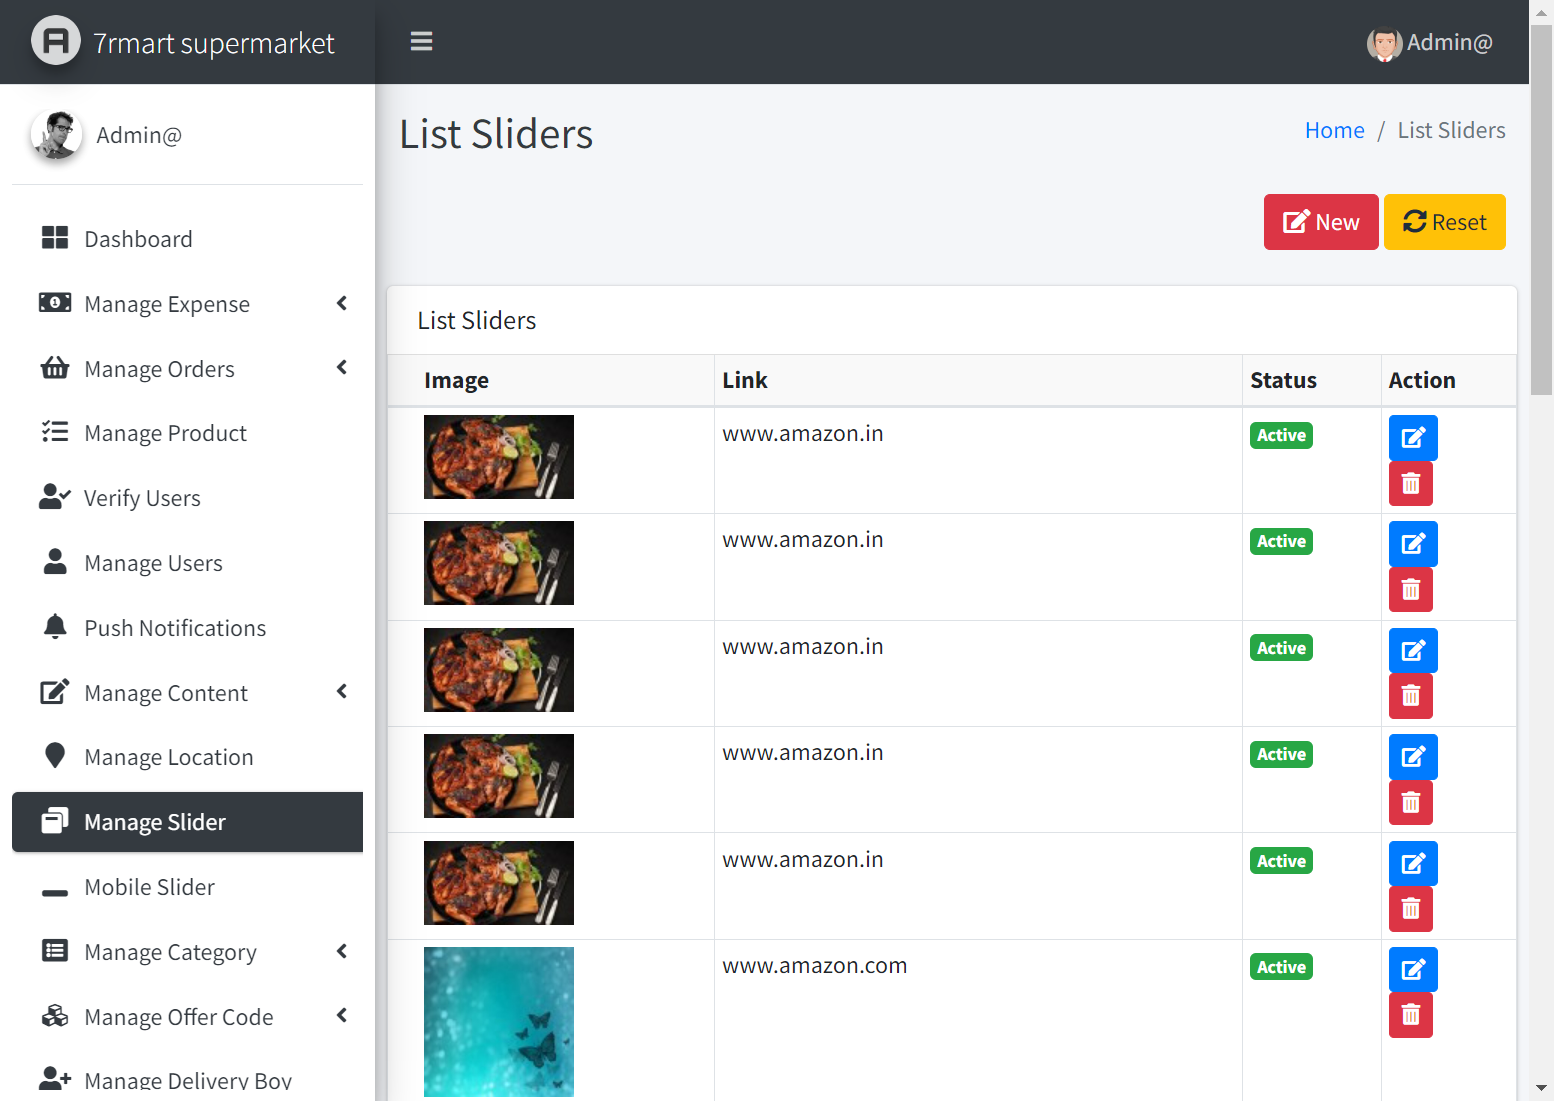 7rmart supermarket
Admin@
Admin@
List Sliders
Home / List Sliders
New
Reset
Dashboard
Manage Expense
Manage Orders
Manage Product
Verify Users
Manage Users
Push Notifications
Manage Content
Manage Location
Manage Slider
Mobile Slider
Manage Category
Manage Offer Code
Manage Delivery Boy
List Sliders
Image Link Status Action
www.amazon.in Active
www.amazon.in Active
www.amazon.in Active
www.amazon.in Active
www.amazon.in Active
www.amazon.com Active